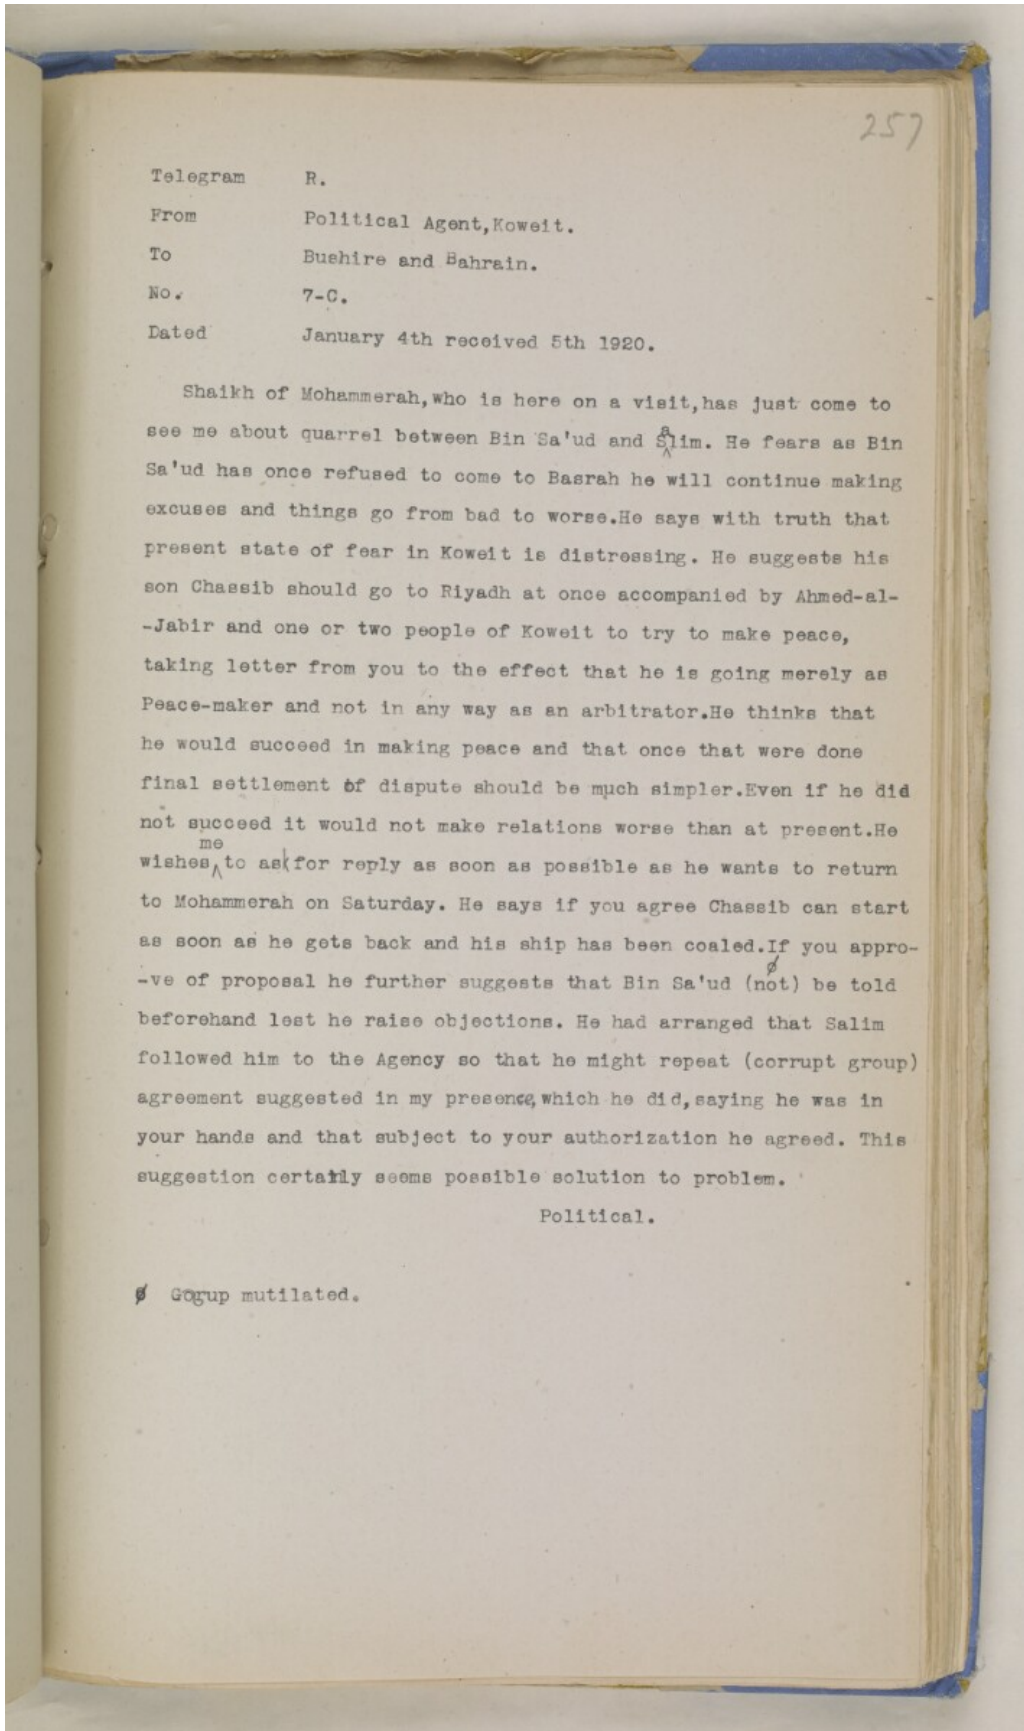 257
Telegram R.
From Political Agent,Koweit.
To Bushire and Bahrain.
No. 7-C.
Dated January 4th received 5th 1920.
Shaikh of Mohammerah,who is here on a visit,has just come to
see me about quarrel between Bin Sa'ud and Salim. He fears as Bin
Sa'ud has once refused to come to Basrah he will continue making
excuses and things go from bad to worse.He says with truth that
present state of fear in Koweit is distressing. He suggests his
son Chassib should go to Riyadh at once accompanied by Ahmed-al-
-Jabir and one or two people of Koweit to try to make peace,
taking letter from you to the effect that he is going merely as
Peace-maker and not in any way as an arbitrator.He thinks that
he would succeed in making peace and that once that were done
final settlement of dispute should be much simpler.Even if he did
not succeed it would not make relations worse than at present.He
wishes me to ask for reply as soon as possible as he wants to return
to Mohammerah on Saturday. He says if you agree Chassib can start
as soon as he gets back and his ship has been coaled.If you appro-
-ve of proposal he further suggests that Bin Sa'ud (not) ø be told
beforehand lest he raise objections. He had arranged that Salim
followed him to the Agency so that he might repeat (corrupt group)
agreement suggested in my presence,which he did,saying he was in
your hands and that subject to your authorization he agreed. This
suggestion certainly seems possible solution to problem.
Political.
ø Gorup mutilated.